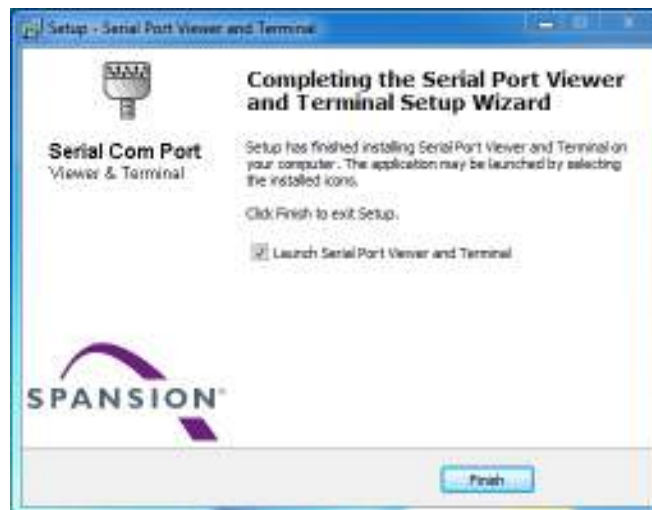 Setup - Serial Port Viewer and Terminal
Completing the Serial Port Viewer
and Terminal Setup Wizard
Serial Com Port
Viewer & Terminal
Setup has finished installing Serial Port Viewer and Terminal on
your computer. The application may be launched by selecting
the installed icons.
Click Finish to exit Setup.
Launch Serial Port Viewer and Terminal
SPANSION
Finish